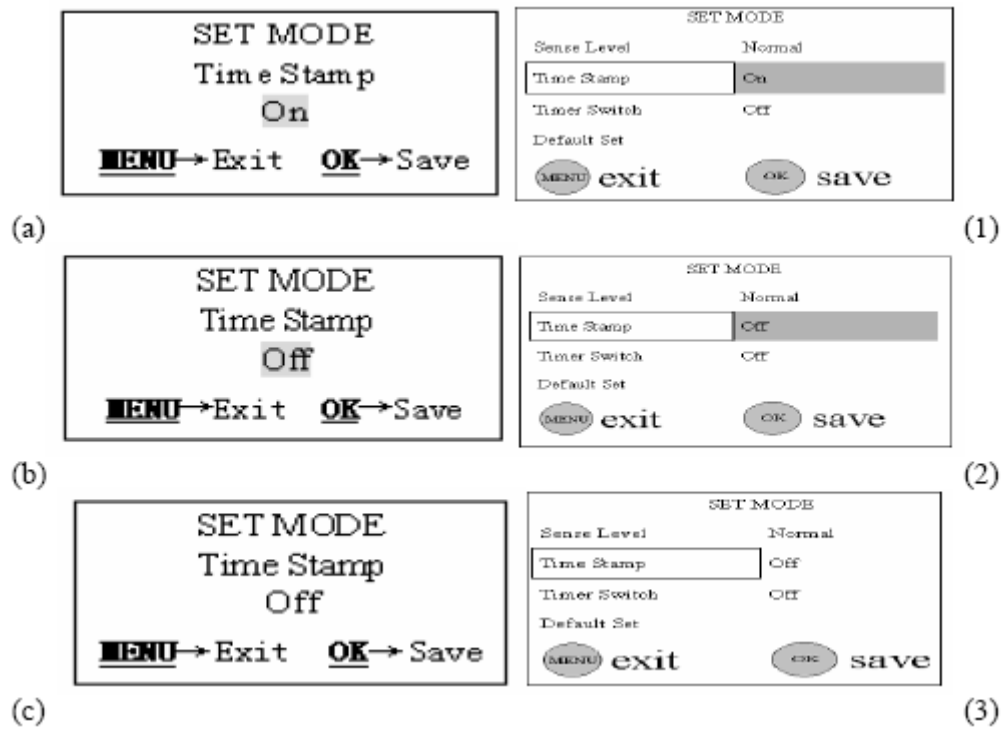 SET MODE
Time Stamp
On
MENU→Exit OK→Save
(a)
SET MODE
Sense Level Normal
Time Stamp On
Timer Switch Off
Default Set
MENU exit OK save
(1)
SET MODE
Time Stamp
Off
MENU→Exit OK→Save
(b)
SET MODE
Sense Level Normal
Time Stamp Off
Timer Switch Off
Default Set
MENU exit OK save
(2)
SET MODE
Time Stamp
Off
MENU→Exit OK→Save
(c)
SET MODE
Sense Level Normal
Time Stamp Off
Timer Switch Off
Default Set
MENU exit OK save
(3)